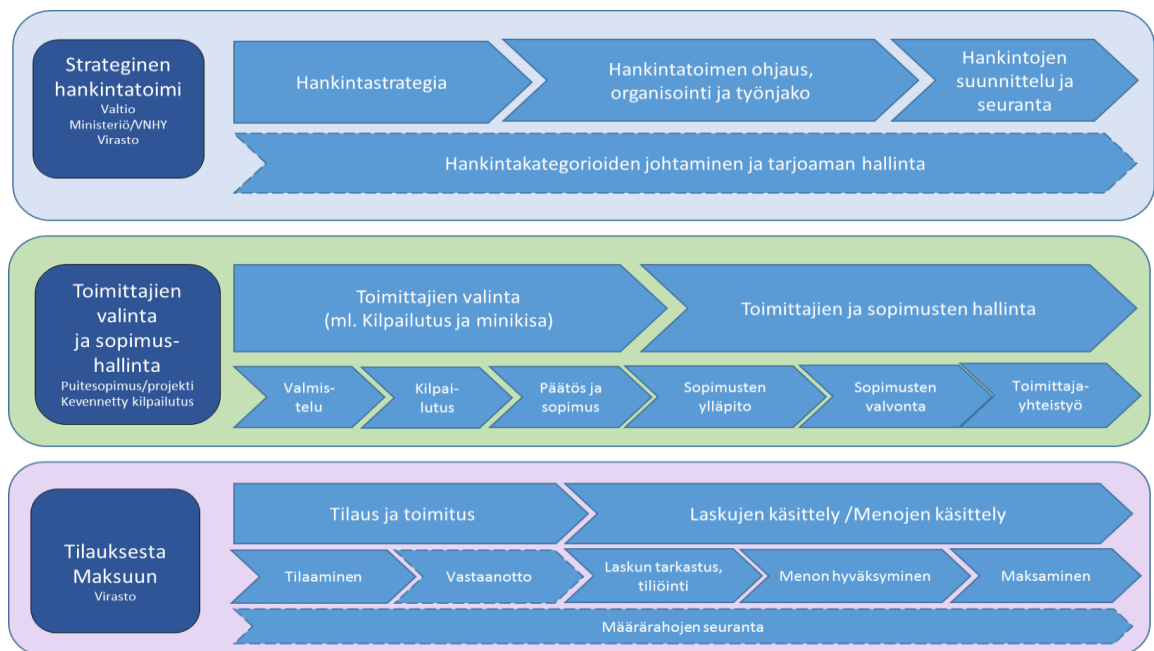 Strateginen
hankintatoimi
Valtio
Ministeriö/VNHY
Virasto
Hankintastrategia
Hankintatoimen ohjaus,
organisointi ja työnjako
Hankintojen
suunnittelu ja
seuranta
Hankintakategorioiden johtaminen ja tarjoaman hallinta
Toimittajien
valinta
ja sopimus-
hallinta
Puitesopimus/projekti
Kevennetty kilpailutus
Toimittajien valinta
(ml. Kilpailutus ja minikisa)
Toimittajien ja sopimusten hallinta
Valmis-
telu
Kilpai-
lutus
Päätös ja
sopimus
Sopimusten
ylläpito
Sopimusten
valvonta
Toimittaja-
yhteistyö
Tilauksesta
Maksuun
Virasto
Tilaus ja toimitus
Laskujen käsittely /Menojen käsittely
Tilaaminen
Vastaanotto
Laskun tarkastus,
tiliöinti
Menon hyväksyminen
Maksaminen
Määrärahojen seuranta